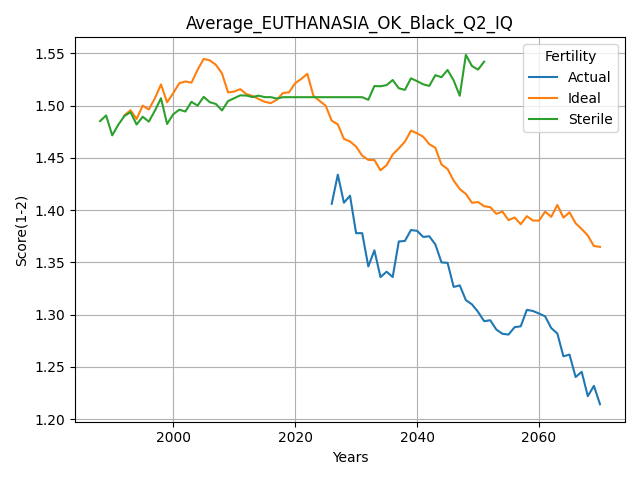 Average_EUTHANASIA_OK_Black_Q2_IQ
Fertility
Actual
Ideal
Sterile
Score(1-2)
1.55
1.50
1.45
1.40
1.35
1.30
1.25
1.20
2000 2020 2040 2060
Years